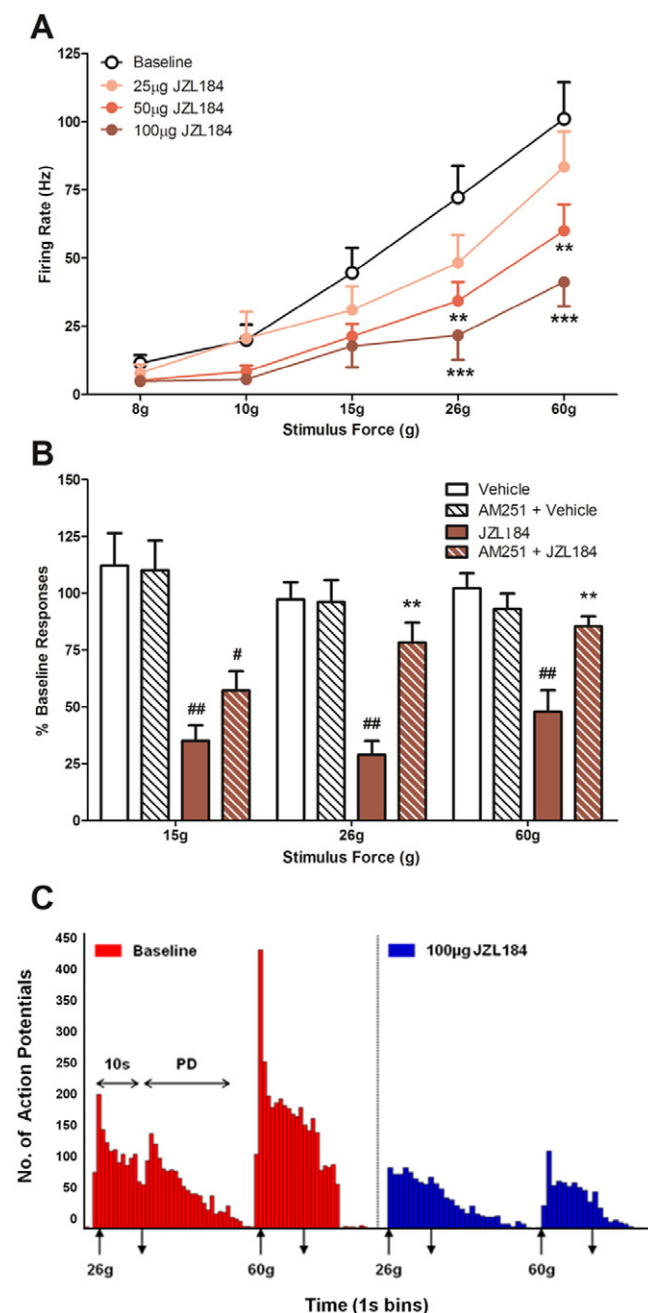 A
125
100
75
50
25
0
Firing Rate (Hz)
Baseline
25µg JZL184
50µg JZL184
100µg JZL184
**
***
**
***
8g 10g 15g 26g 60g
Stimulus Force (g)
B
150
125
100
75
50
25
0
% Baseline Responses
Vehicle
AM251 + Vehicle
JZL184
AM251 + JZL184
##
#
##
**
##
**
15g 26g 60g
Stimulus Force (g)
C
450
400
350
300
250
200
150
100
50
0
No. of Action Potentials
Baseline
100µg JZL184
10s PD
26g 60g 26g 60g
Time (1s bins)